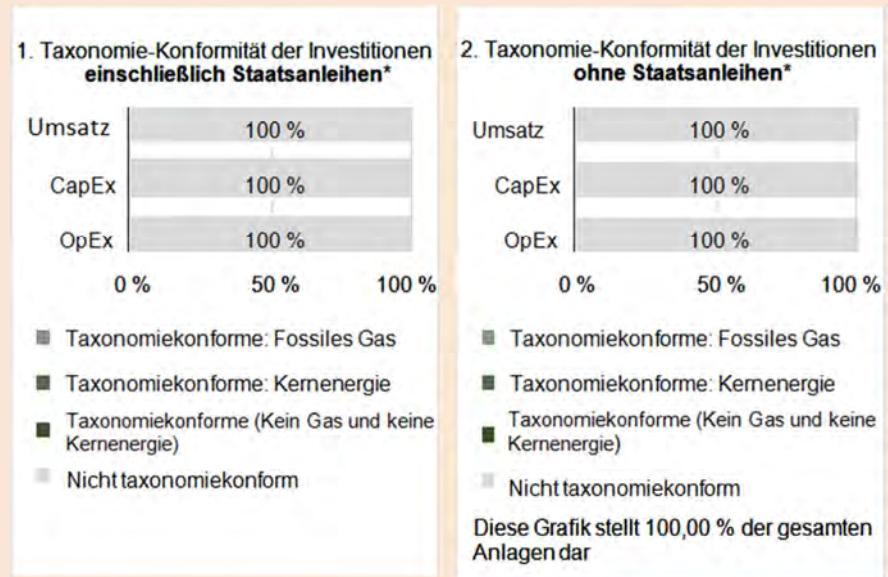 1. Taxonomie-Konformität der Investitionen
einschließlich Staatsanleihen*
Umsatz 100 %
CapEx 100 %
OpEx 100 %
0 % 50 % 100 %
Taxonomiekonforme: Fossiles Gas
Taxonomiekonforme: Kernenergie
Taxonomiekonforme (Kein Gas und keine
Kernenergie)
Nicht taxonomiekonform
2. Taxonomie-Konformität der Investitionen
ohne Staatsanleihen*
Umsatz 100 %
CapEx 100 %
OpEx 100 %
0 % 50 % 100 %
Taxonomiekonforme: Fossiles Gas
Taxonomiekonforme: Kernenergie
Taxonomiekonforme (Kein Gas und keine
Kernenergie)
Nicht taxonomiekonform
Diese Grafik stellt 100,00 % der gesamten
Anlagen dar